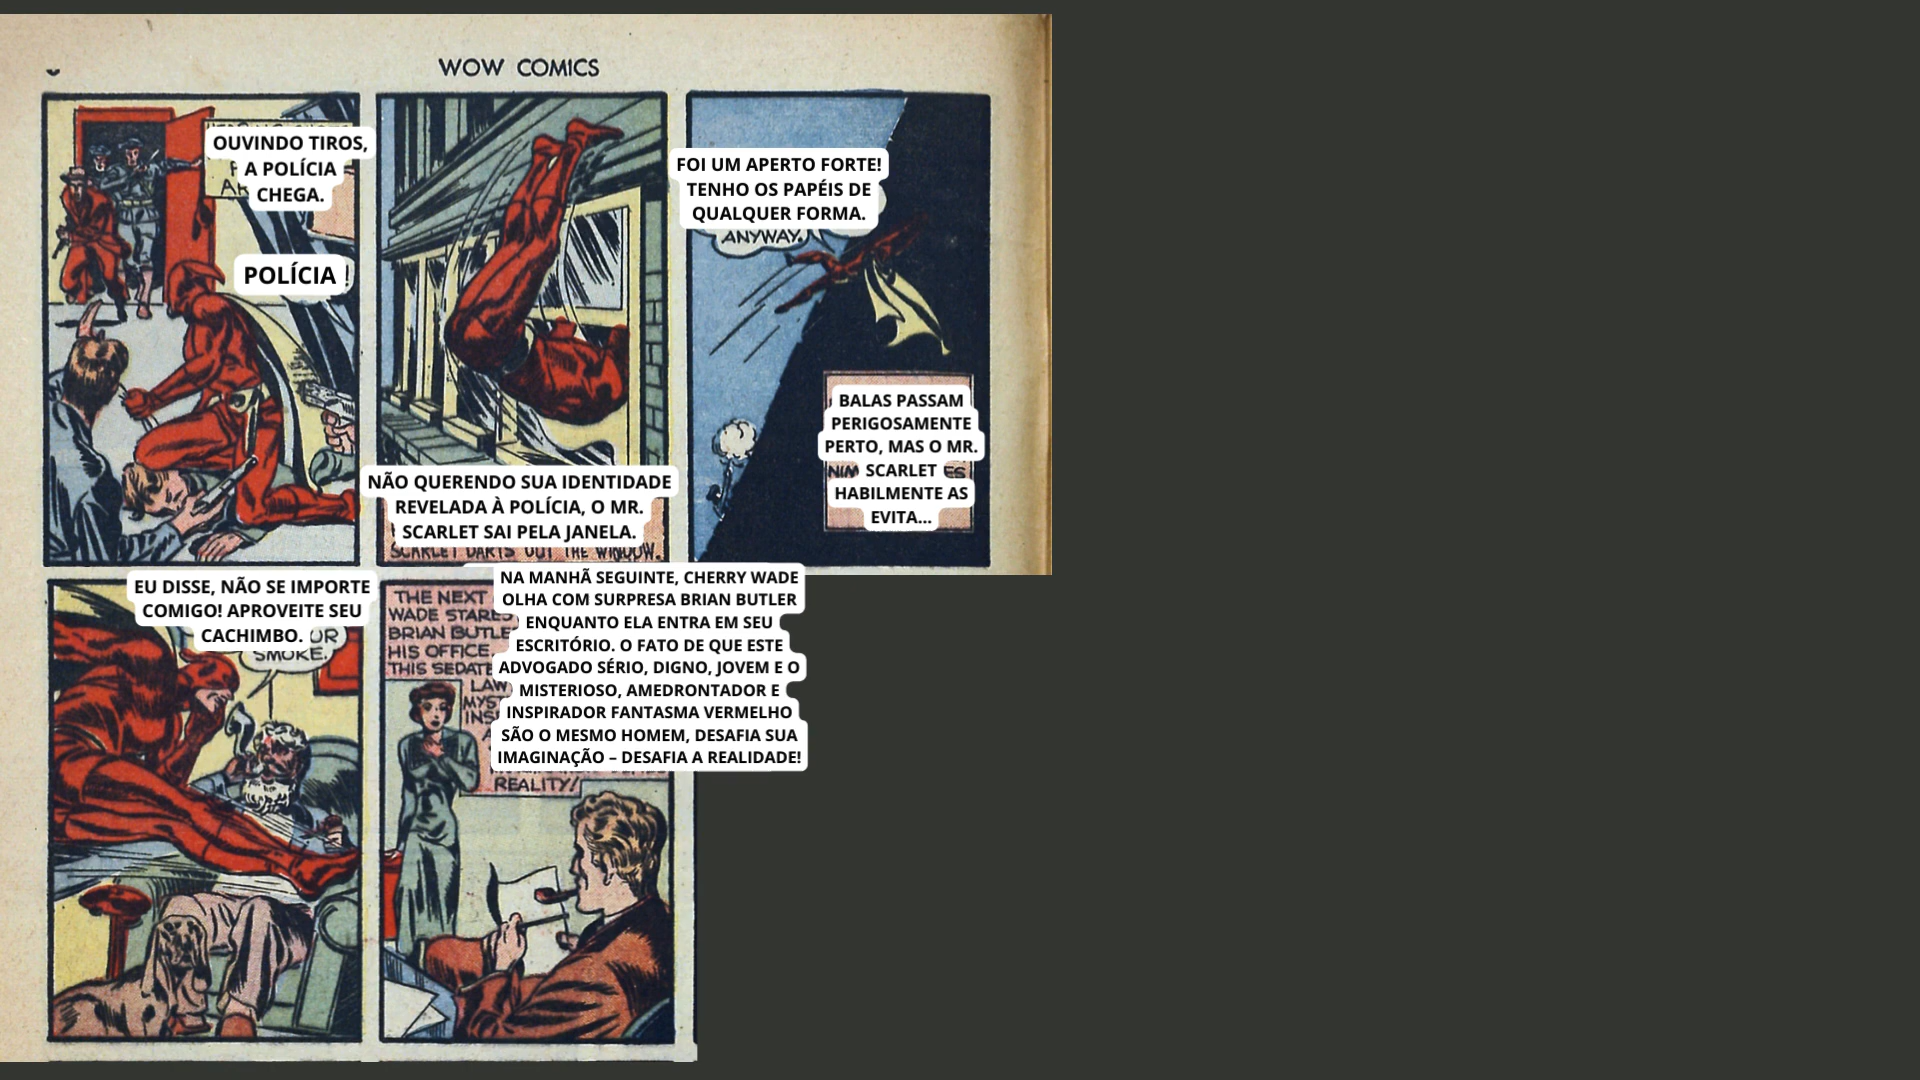 WOW COMICS
OUVINDO TIROS,
A POLÍCIA
CHEGA.
POLÍCIA !
NÃO QUERENDO SUA IDENTIDADE
REVELADA À POLÍCIA, O MR.
SCARLET SAI PELA JANELA.
SCARLET DARTS OUT THE WINDOW.
FOI UM APERTO FORTE!
TENHO OS PAPÉIS DE
QUALQUER FORMA.
ANYWAY.
BALAS PASSAM
PERIGOSAMENTE
PERTO, MAS O MR.
SCARLET
HABILMENTE AS
EVITA...
EU DISSE, NÃO SE IMPORTE
COMIGO! APROVEITE SEU
CACHIMBO.
SMOKE.
NA MANHÃ SEGUINTE, CHERRY WADE
OLHA COM SURPRESA BRIAN BUTLER
ENQUANTO ELA ENTRA EM SEU
ESCRITÓRIO. O FATO DE QUE ESTE
ADVOGADO SÉRIO, DIGNO, JOVEM E O
MISTERIOSO, AMEDRONTADOR E
INSPIRADOR FANTASMA VERMELHO
SÃO O MESMO HOMEM, DESAFIA SUA
IMAGINAÇÃO – DESAFIA A REALIDADE!
THE NEXT
WADE STARES
BRIAN
HIS OFFICE.
THIS
LAW
REALITY!